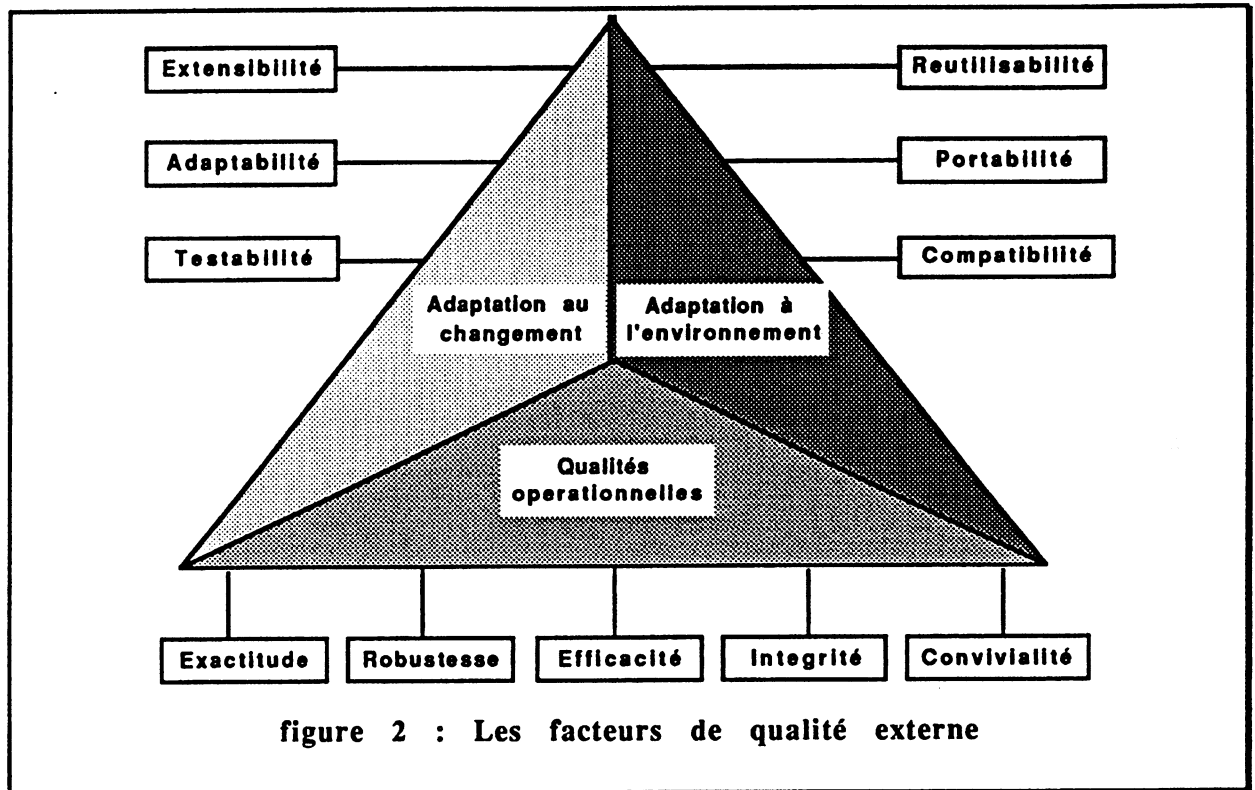 Extensibilité
Reutilisabilité
Adaptabilité
Portabilité
Testabilité
Compatibilité
Adaptation au
changement
Adaptation à
l'environnement
Qualités
operationnelles
Exactitude
Robustesse
Efficacité
Integrité
Convivialité
figure 2 : Les facteurs de qualité externe